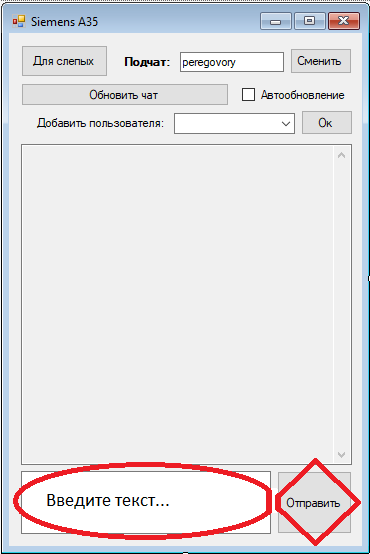 Siemens A35
Для слепых Подчат: peregovory Сменить
Обновить чат Автообновление
Добавить пользователя: Ок
Введите текст...
Отправить